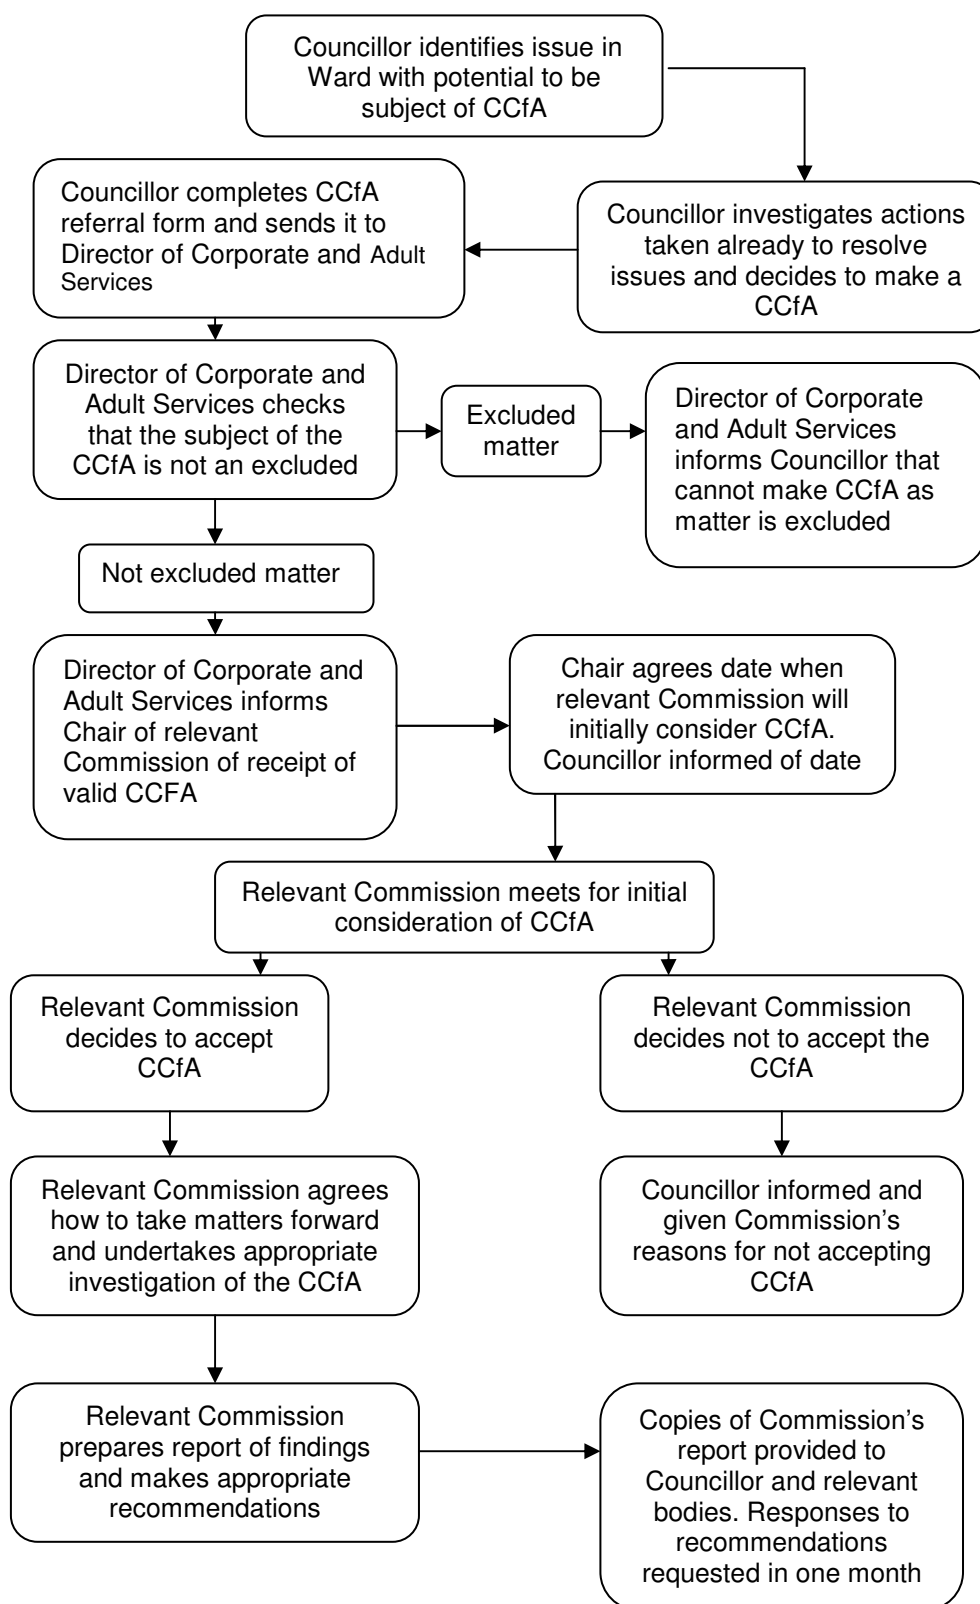 Councillor identifies issue in
Ward with potential to be
subject of CCfA
Councillor investigates actions
taken already to resolve
issues and decides to make a
CCfA
Councillor completes CCfA
referral form and sends it to
Director of Corporate and Adult
Services
Director of Corporate and
Adult Services checks
that the subject of the
CCfA is not an excluded
Excluded
matter
Director of Corporate
and Adult Services
informs Councillor that
cannot make CCfA as
matter is excluded
Not excluded matter
Director of Corporate and
Adult Services informs
Chair of relevant
Commission of receipt of
valid CCFA
Chair agrees date when
relevant Commission will
initially consider CCfA.
Councillor informed of date
Relevant Commission meets for initial
consideration of CCfA
Relevant Commission
decides to accept
CCfA
Relevant Commission
decides not to accept the
CCfA
Relevant Commission agrees
how to take matters forward
and undertakes appropriate
investigation of the CCfA
Councillor informed and
given Commission’s
reasons for not accepting
CCfA
Relevant Commission
prepares report of findings
and makes appropriate
recommendations
Copies of Commission’s
report provided to
Councillor and relevant
bodies. Responses to
recommendations
requested in one month